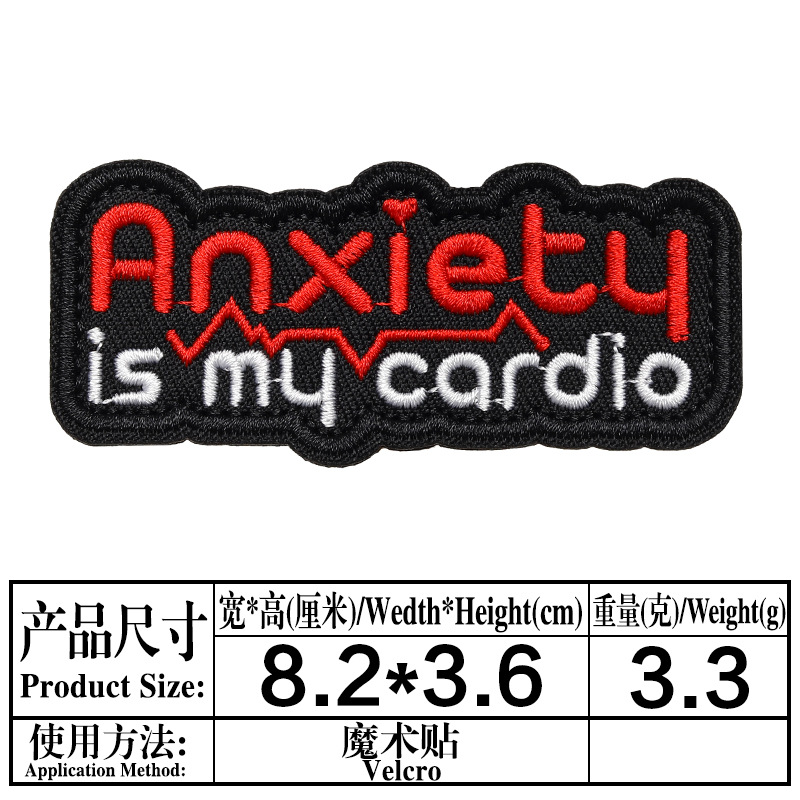 Anxiety
is my cardio
产品尺寸
Product Size:
宽*高(厘米)/Wedth*Height(cm)
重量(克)/Weight(g)
8.2*3.6
3.3
使用方法:
Application Method:
魔术贴
Velcro